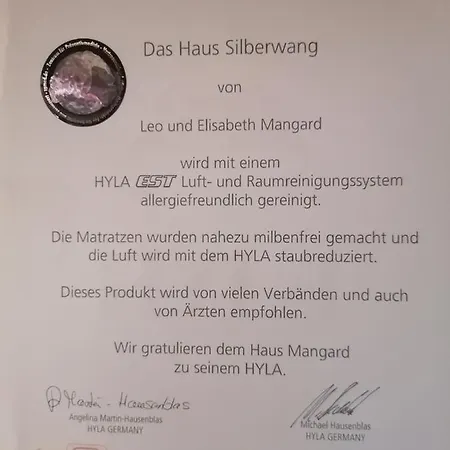 Das Haus Silberwang
von
Leo und Elisabeth Mangard
wird mit einem
HYLA EST Luft- und Raumreinigungssystem
allergiefreundlich gereinigt.
Die Matratzen wurden nahezu milbenfrei gemacht und
die Luft wird mit dem HYLA staubreduziert.
Dieses Produkt wird von vielen Verbänden und auch
von Ärzten empfohlen.
Wir gratulieren dem Haus Mangard
zu seinem HYLA.
Angelina Martin-Hausenblas
HYLA GERMANY
Michael Hausenblas
HYLA GERMANY